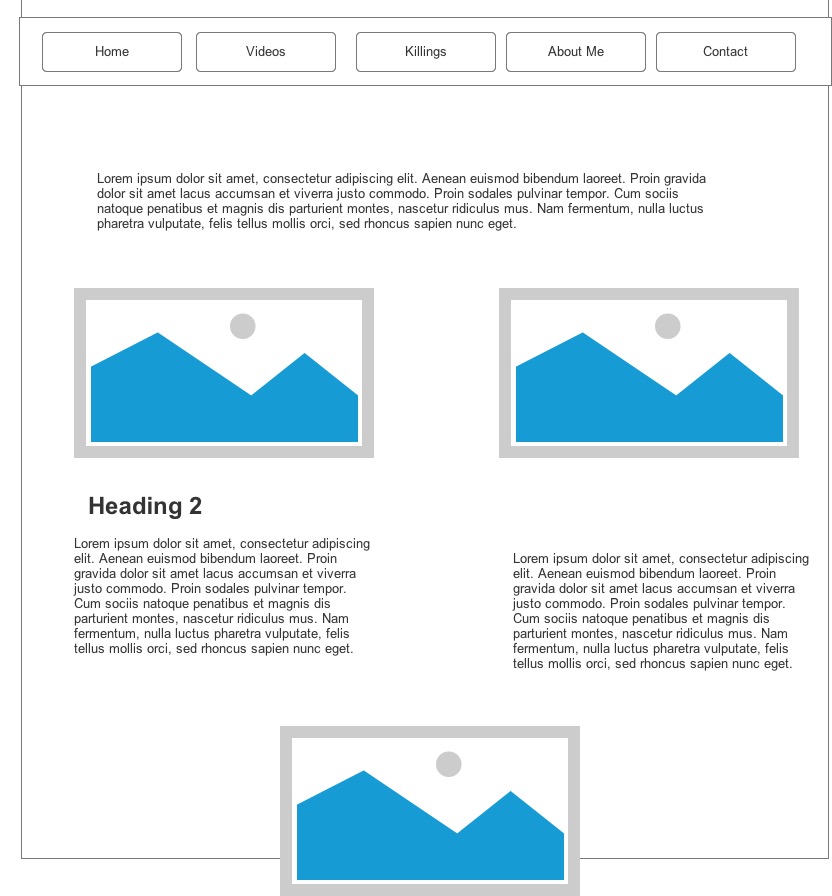 Home Videos Killings About Me Contact
Lorem ipsum dolor sit amet, consectetur adipiscing elit. Aenean euismod bibendum laoreet. Proin gravida
dolor sit amet lacus accumsan et viverra justo commodo. Proin sodales pulvinar tempor. Cum sociis
natoque penatibus et magnis dis parturient montes, nascetur ridiculus mus. Nam fermentum, nulla luctus
pharetra vulputate, felis tellus mollis orci, sed rhoncus sapien nunc eget.
Heading 2
Lorem ipsum dolor sit amet, consectetur adipiscing
elit. Aenean euismod bibendum laoreet. Proin
gravida dolor sit amet lacus accumsan et viverra
justo commodo. Proin sodales pulvinar tempor.
Cum sociis natoque penatibus et magnis dis
parturient montes, nascetur ridiculus mus. Nam
fermentum, nulla luctus pharetra vulputate, felis
tellus mollis orci, sed rhoncus sapien nunc eget.
Lorem ipsum dolor sit amet, consectetur adipiscing
elit. Aenean euismod bibendum laoreet. Proin
gravida dolor sit amet lacus accumsan et viverra
justo commodo. Proin sodales pulvinar tempor.
Cum sociis natoque penatibus et magnis dis
parturient montes, nascetur ridiculus mus. Nam
fermentum, nulla luctus pharetra vulputate, felis
tellus mollis orci, sed rhoncus sapien nunc eget.